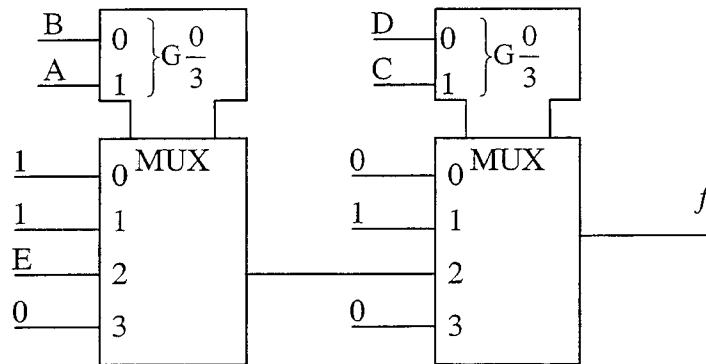 B 0 } G 0/3
A 1
MUX
1 0
1 1
E 2
0 3
D 0 } G 0/3
C 1
MUX
0 0
1 1
2
0 3
f